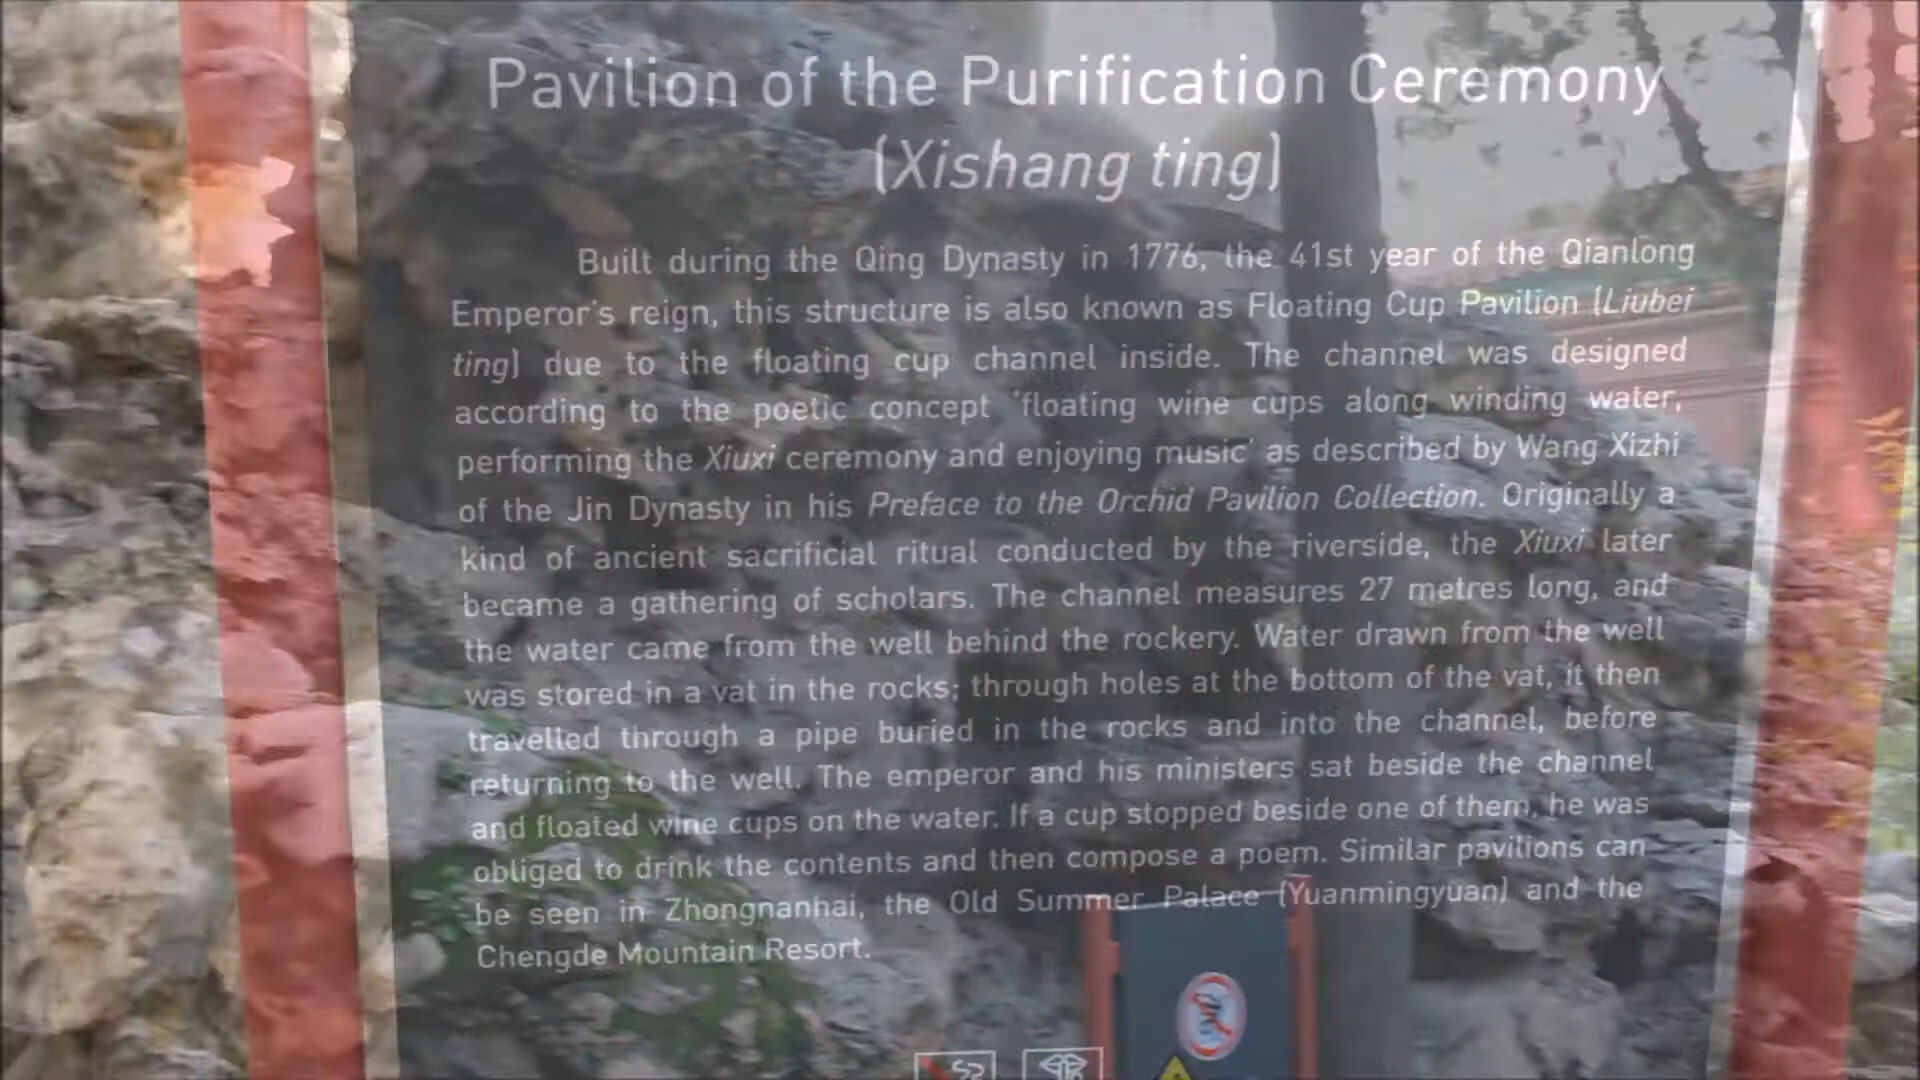 Pavilion of the Purification Ceremony
(Xishang ting)
Built during the Qing Dynasty in 1776, the 41st year of the Qianlong
Emperor's reign, this structure is also known as Floating Cup Pavilion (Liubei
ting) due to the floating cup channel inside. The channel was designed
according to the poetic concept 'floating wine cups along winding water,
performing the Xiuxi ceremony and enjoying music' as described by Wang Xizhi
of the Jin Dynasty in his Preface to the Orchid Pavilion Collection. Originally a
kind of ancient sacrificial ritual conducted by the riverside, the Xiuxi later
became a gathering of scholars. The channel measures 27 metres long, and
the water came from the well behind the rockery. Water drawn from the well
was stored in a vat in the rocks; through holes at the bottom of the vat, it then
travelled through a pipe buried in the rocks and into the channel, before
returning to the well. The emperor and his ministers sat beside the channel
and floated wine cups on the water. If a cup stopped beside one of them, he was
obliged to drink the contents and then compose a poem. Similar pavilions can
be seen in Zhongnanhai, the Old Summer Palace (Yuanmingyuan) and the
Chengde Mountain Resort.